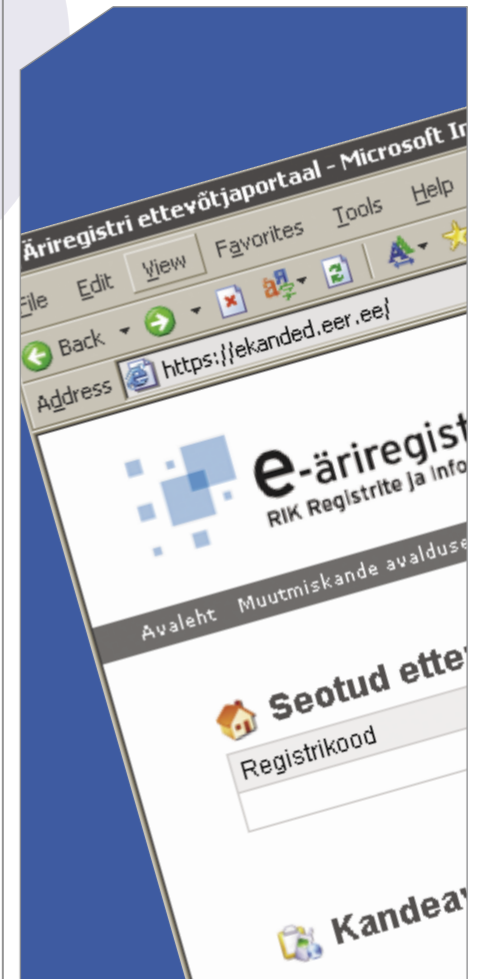 Äriregistri ettevõtjaportaal - Microsoft
File Edit View Favorites Tools Help
Back
Address https://ekanded.eer.ee/
e-äriregist
RIK Registrite ja Info
Avaleht Muutmiskande avalduse
Seotud ette
Registrikood
Kandea